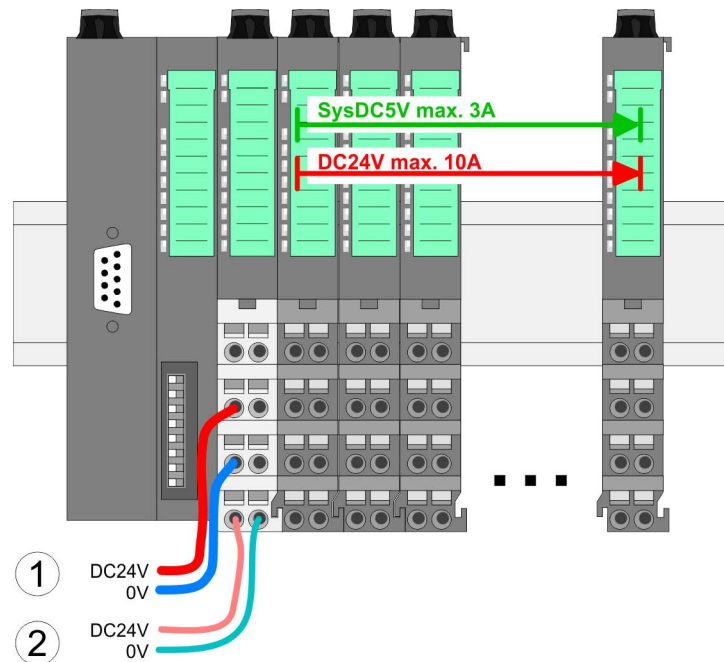 SysDC5V max. 3A
DC24V max. 10A
1 DC24V
0V
2 DC24V
0V